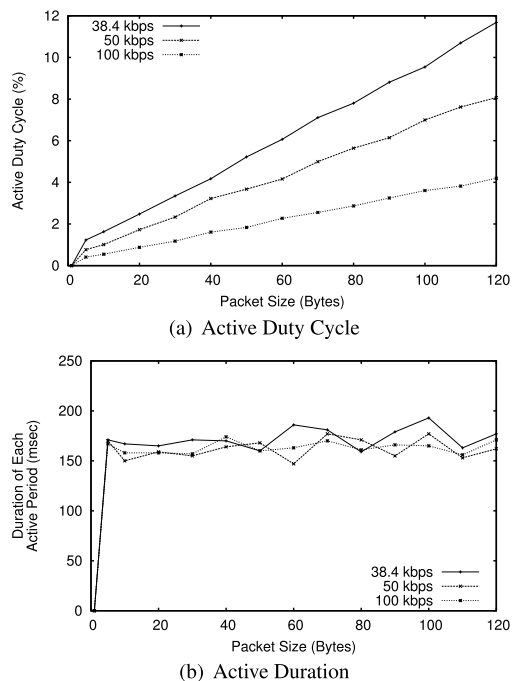 12
10
8
6
4
2
0
Active Duty Cycle (%)
38.4 kbps
50 kbps
100 kbps
0 20 40 60 80 100 120
Packet Size (Bytes)
(a) Active Duty Cycle
250
200
150
100
50
0
Duration of Each
Active Period (msec)
38.4 kbps
50 kbps
100 kbps
0 20 40 60 80 100 120
Packet Size (Bytes)
(b) Active Duration